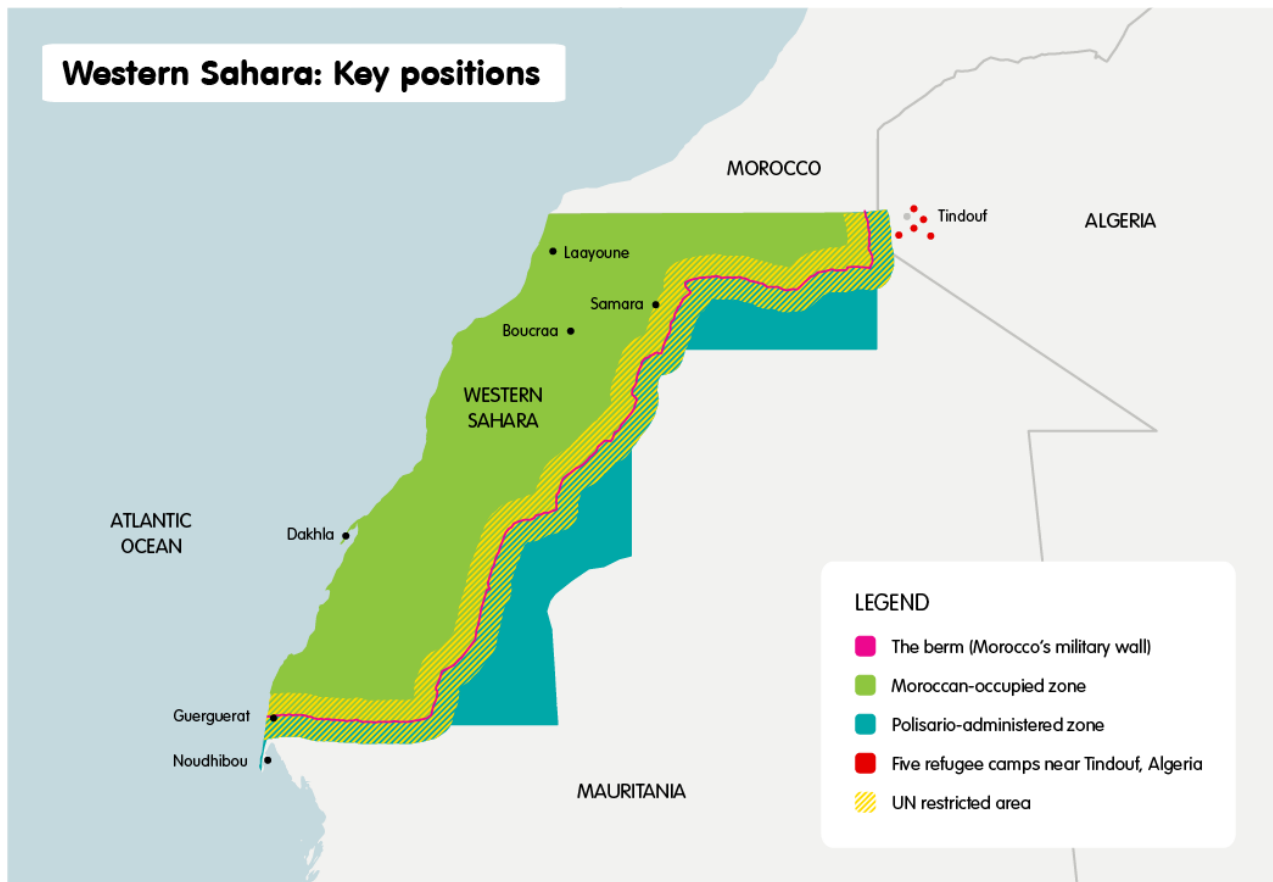 Western Sahara: Key positions
MOROCCO
Tindouf
ALGERIA
Laayoune
Samara
Boucraa
WESTERN
SAHARA
ATLANTIC
OCEAN
Dakhla
Guerguerat
Noudhibou
MAURITANIA
LEGEND
The berm (Morocco's military wall)
Moroccan-occupied zone
Polisario-administered zone
Five refugee camps near Tindouf, Algeria
UN restricted area